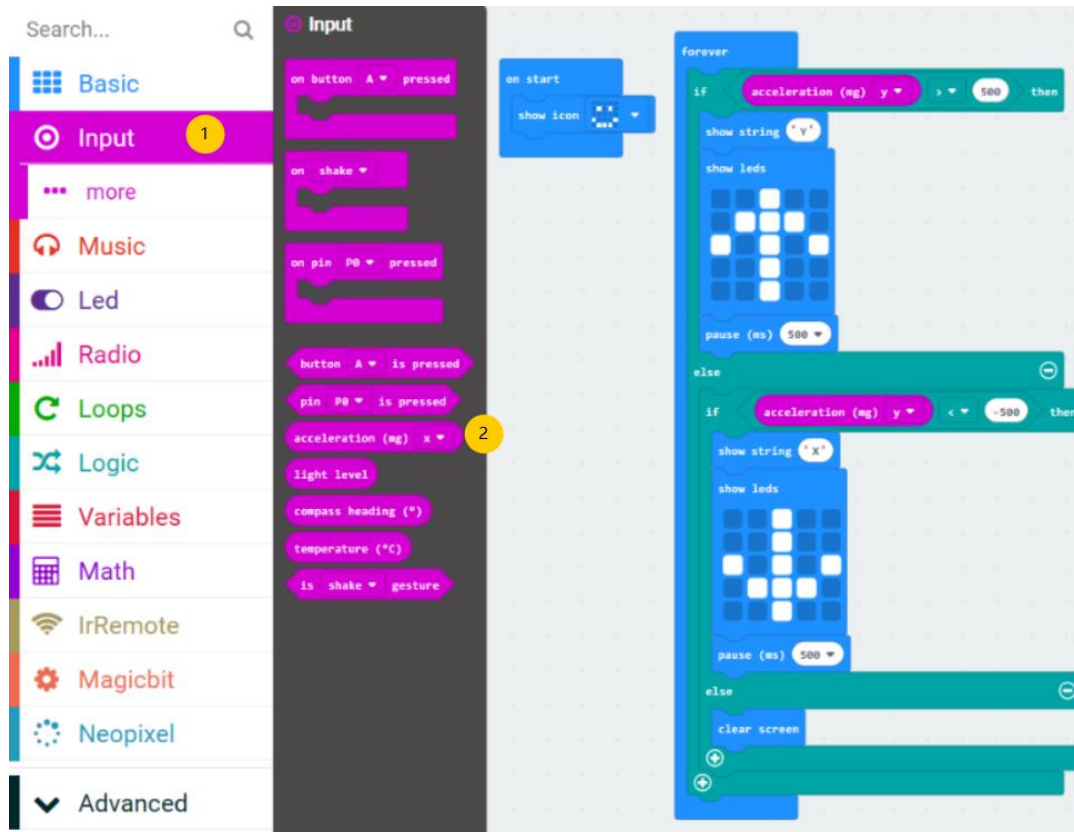 Search...
Basic
Input
1
more
Music
Led
Radio
Loops
Logic
Variables
Math
IrRemote
Magicbit
Neopixel
Advanced
Input
on button A pressed
on shake
on pin P0 pressed
button A is pressed
pin P0 is pressed
acceleration (mg) x
2
light level
compass heading (°)
temperature (°C)
is shake gesture
on start
show icon
forever
if acceleration (mg) y > 500 then
show string "Y"
show leds
pause (ms) 500
else
if acceleration (mg) y < -500 then
show string "X"
show leds
pause (ms) 500
else
clear screen